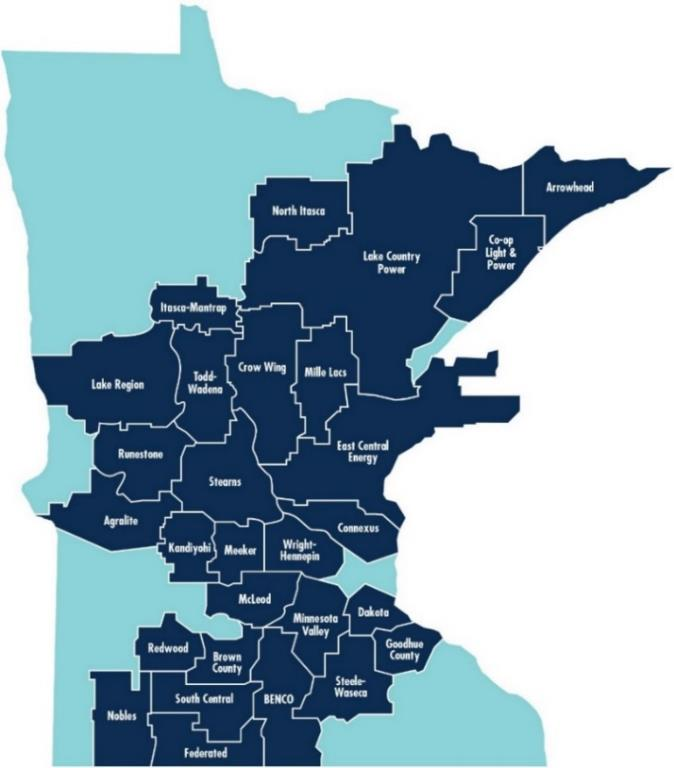 Arrowhead
North Itasca
Co-op
Light &
Power
Lake Country
Power
Itasca-Mantrap
Crow Wing
Mille Lacs
Lake Region
Todd-
Wadena
East Central
Energy
Runestone
Stearns
Agralite
Connexus
Kandiyohi
Meeker
Wright-
Hennepin
McLeod
Minnesota
Valley
Dakota
Redwood
Brown
County
Goodhue
County
Steele-
Waseca
South Central
BENCO
Nobles
Federated